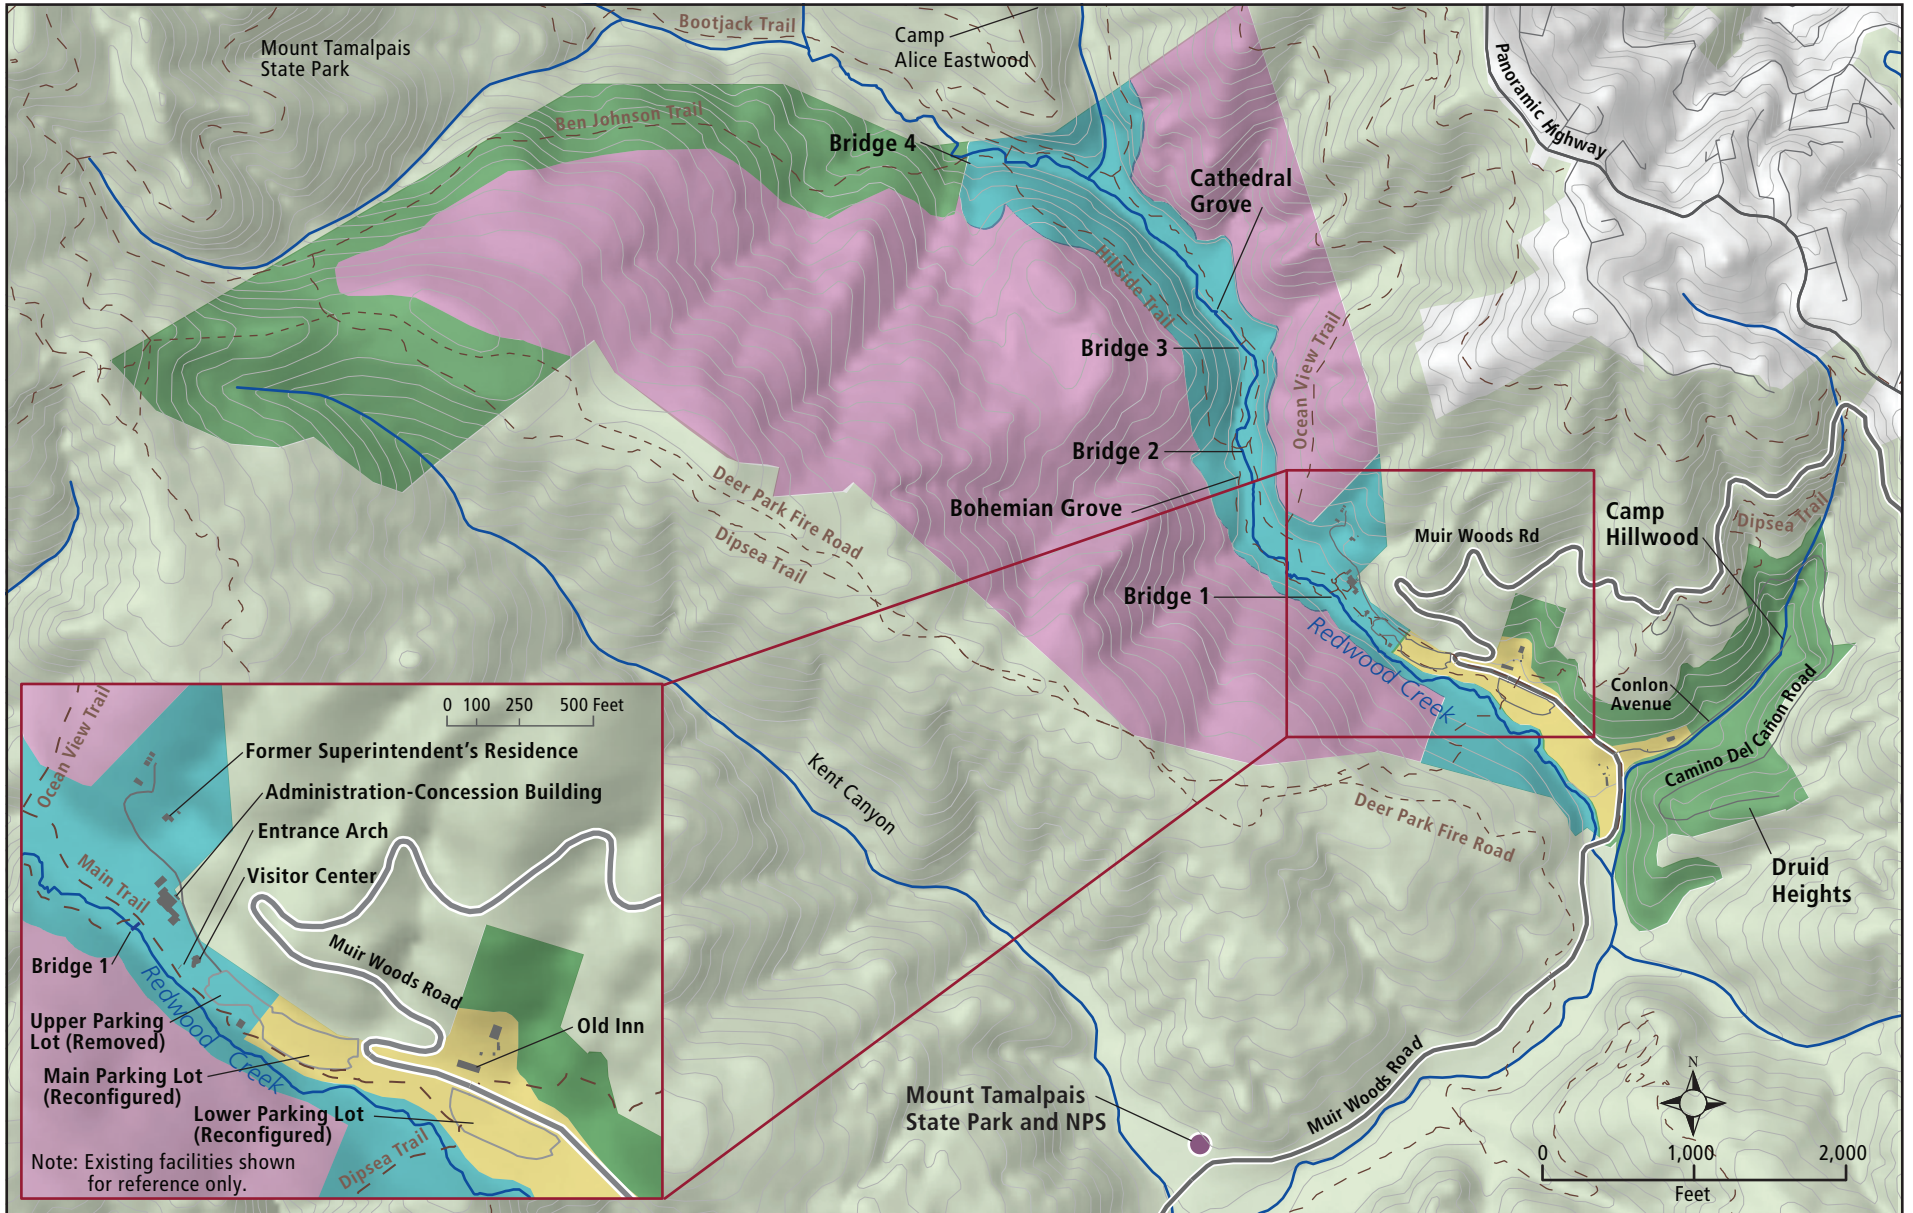 Bootjack Trail
Camp
Alice Eastwood
Mount Tamalpais
State Park
Panoramic Highway
Ben Johnson Trail
Bridge 4
Cathedral
Grove
Hillside Trail
Bridge 3
Ocean View Trail
Bridge 2
Bohemian Grove
Deer Park Fire Road
Dipsea Trail
Bridge 1
Muir Woods Rd
Camp
Hillwood
Dipsea Trail
Redwood Creek
Conlon
Avenue
Camino Del Cañon Road
Kent Canyon
Deer Park Fire Road
Druid
Heights
Mount Tamalpais
State Park and NPS
Muir Woods Road
N
0 1,000 2,000
Feet
0 100 250 500 Feet
Ocean View Trail
Former Superintendent's Residence
Administration-Concession Building
Entrance Arch
Visitor Center
Main Trail
Muir Woods Road
Bridge 1
Redwood Creek
Upper Parking
Lot (Removed)
Old Inn
Main Parking Lot
(Reconfigured)
Lower Parking Lot
(Reconfigured)
Dipsea Trail
Note: Existing facilities shown
for reference only.